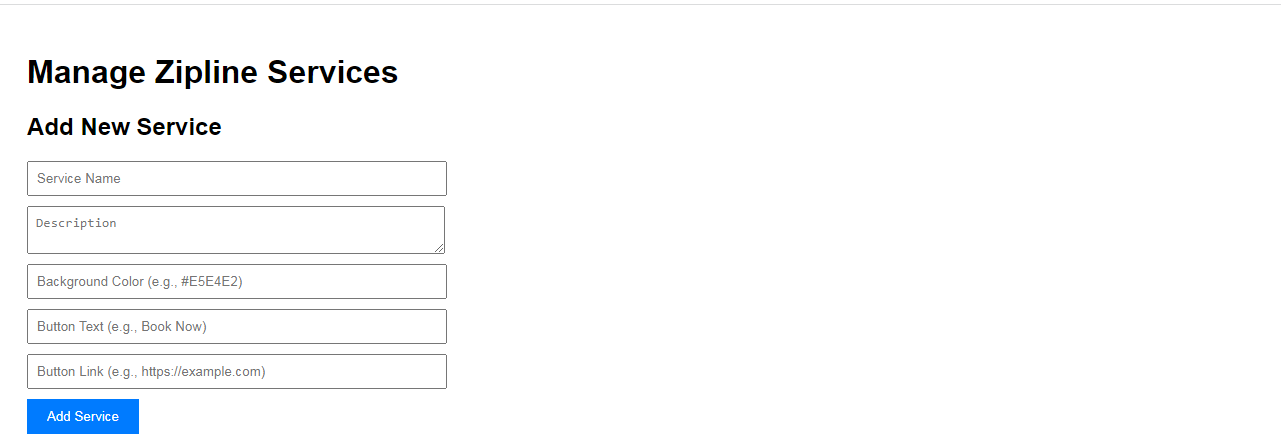 Manage Zipline Services
Add New Service
Service Name
Description
Background Color (e.g., #E5E4E2)
Button Text (e.g., Book Now)
Button Link (e.g., https://example.com)
Add Service